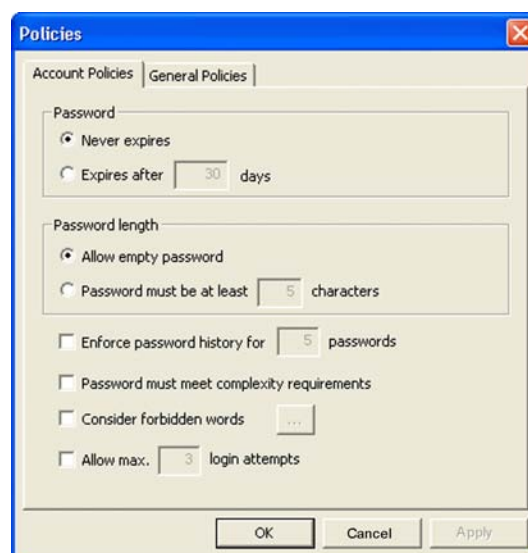 Policies
Account Policies General Policies
Password
Never expires
Expires after 30 days
Password length
Allow empty password
Password must be at least 5 characters
Enforce password history for 5 passwords
Password must meet complexity requirements
Consider forbidden words ...
Allow max. 3 login attempts
OK Cancel Apply